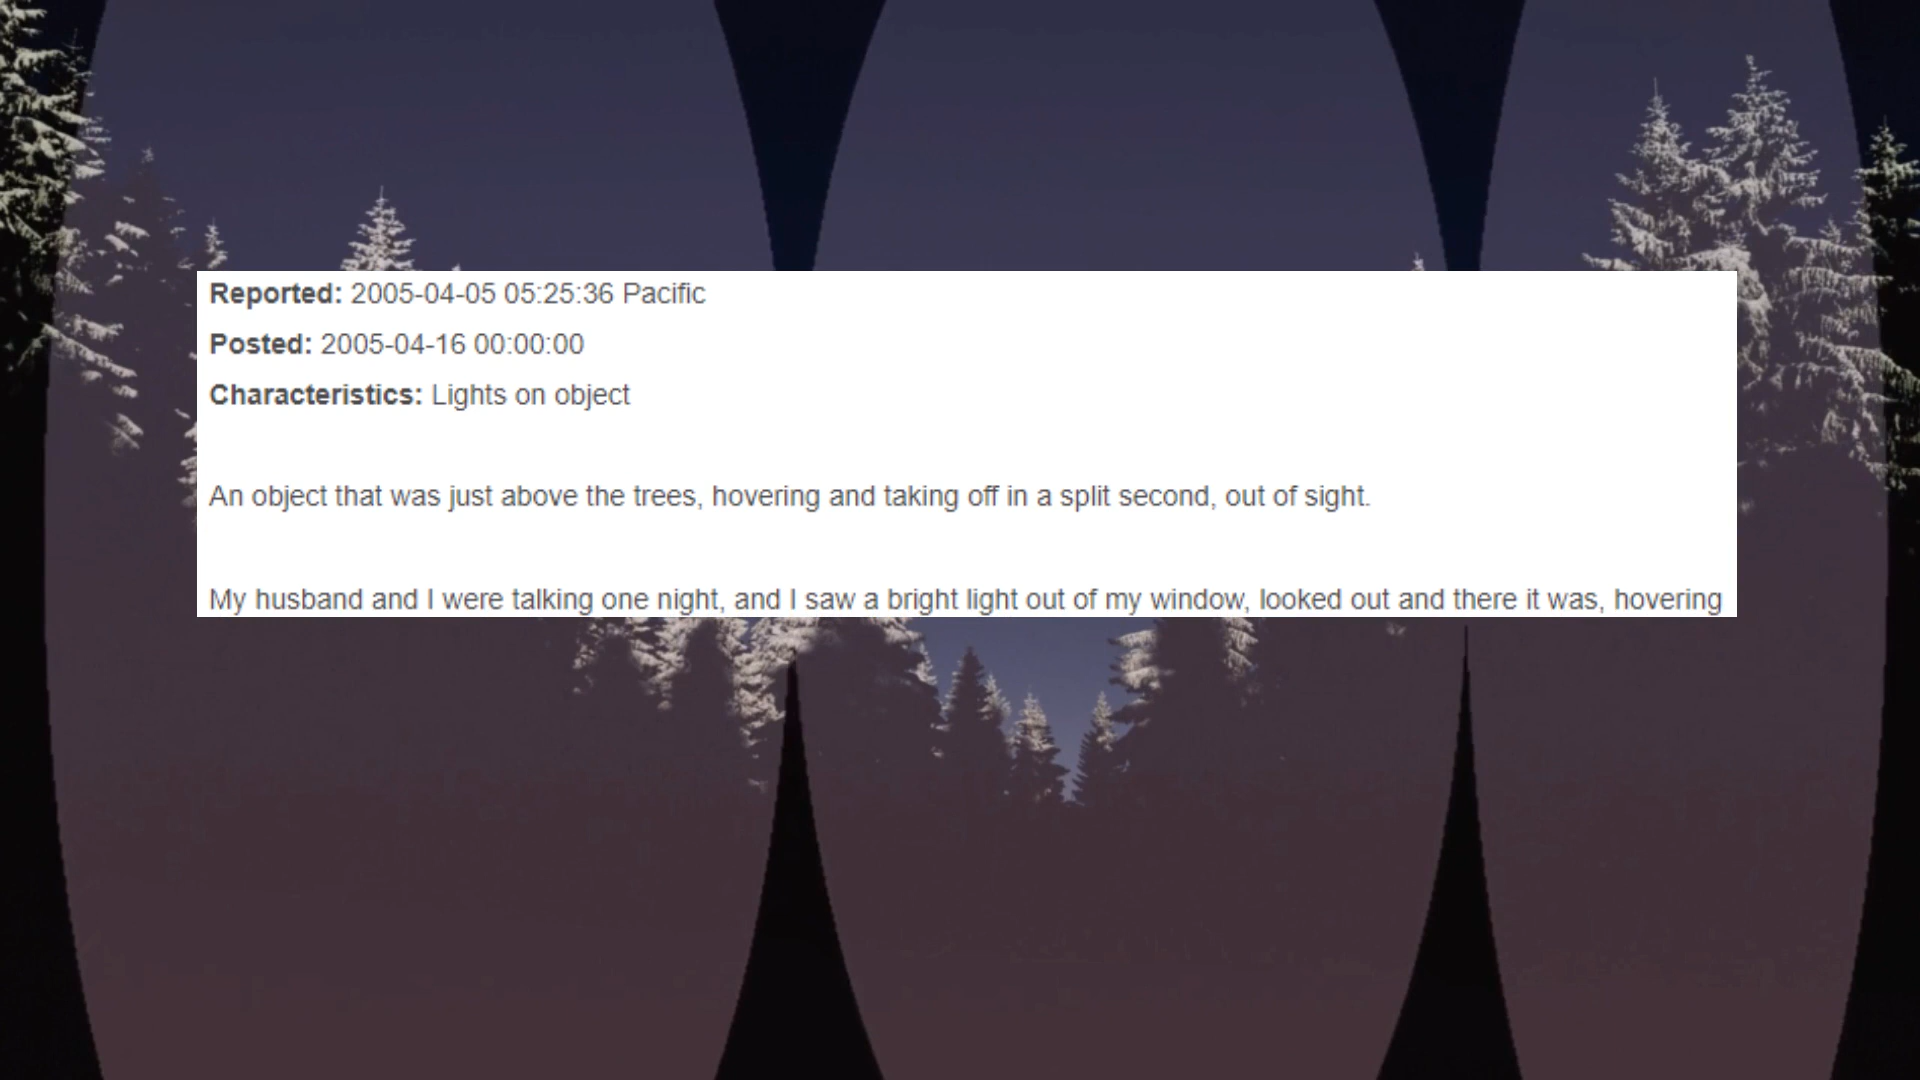 Reported: 2005-04-05 05:25:36 Pacific
Posted: 2005-04-16 00:00:00
Characteristics: Lights on object
An object that was just above the trees, hovering and taking off in a split second, out of sight.
My husband and I were talking one night, and I saw a bright light out of my window, looked out and there it was, hovering